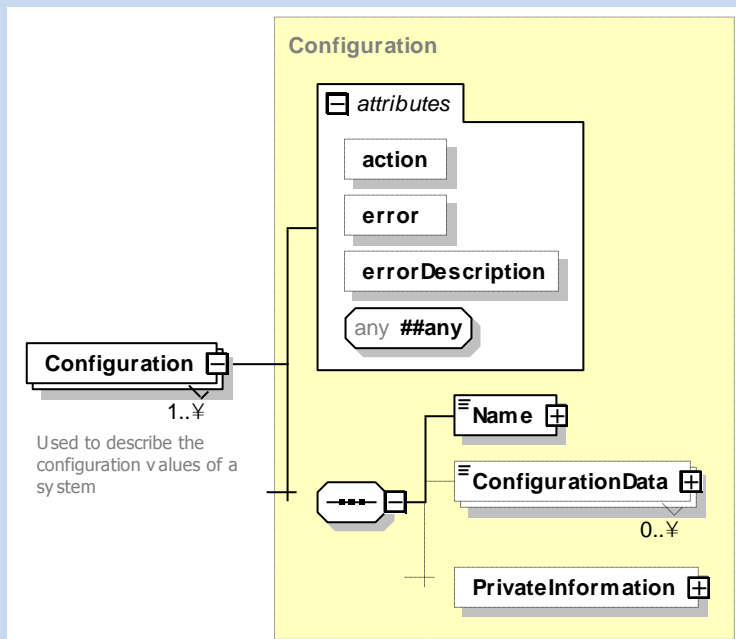 Configuration
attributes
action
error
errorDescription
any ##any
Configuration
1..¥
Used to describe the
configuration values of a
system
Name
ConfigurationData
0..¥
PrivateInformation